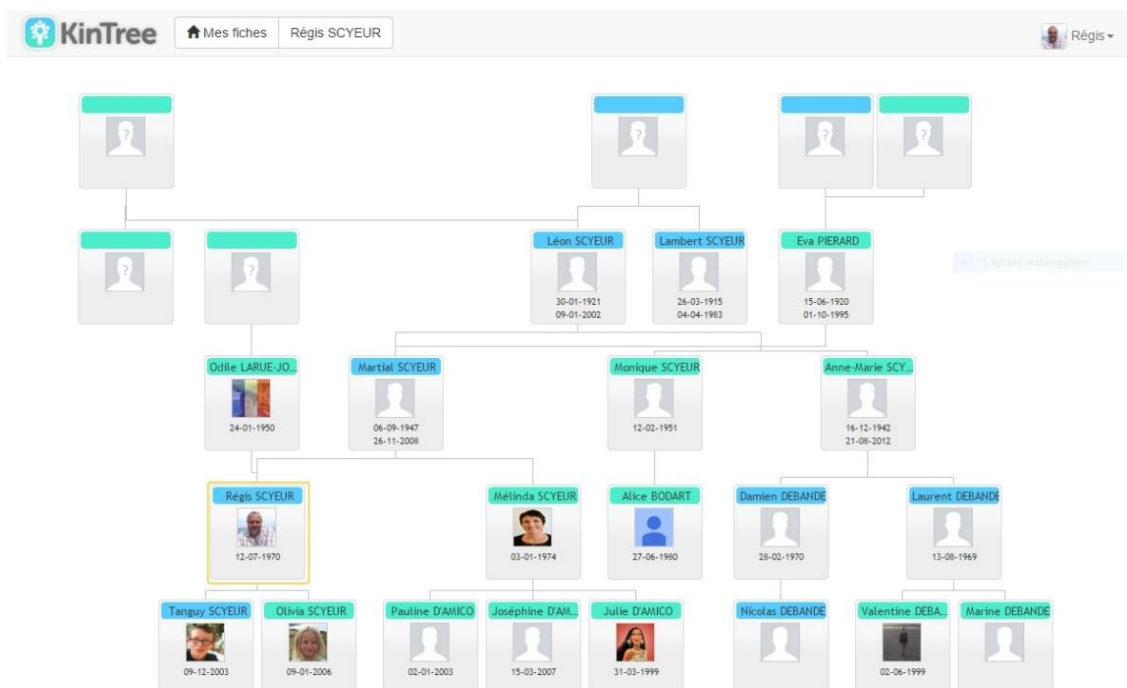 KinTree
Mes fiches
Régis SCYEUR
Régis
?
?
?
?
Capture rectangulaire
?
?
Léon SCYEUR
30-01-1921
09-01-2002
Lambert SCYEUR
26-03-1915
04-04-1983
Eva PIERARD
15-06-1920
01-10-1995
Odile LARUE-JO...
24-01-1950
Martial SCYEUR
06-09-1947
26-11-2008
Monique SCYEUR
12-02-1951
Anne-Marie SCY...
16-12-1942
21-08-2012
Régis SCYEUR
12-07-1970
Mélinda SCYEUR
03-01-1974
Alice BODART
27-06-1980
Damien DEBANDE
28-02-1970
Laurent DEBANDE
13-08-1969
Tanguy SCYEUR
09-12-2003
Olivia SCYEUR
09-01-2006
Pauline D'AMICO
02-01-2003
Joséphine D'AM...
15-03-2007
Julie D'AMICO
31-03-1999
Nicolas DEBANDE
Valentine DEBA...
02-06-1999
Marine DEBANDE